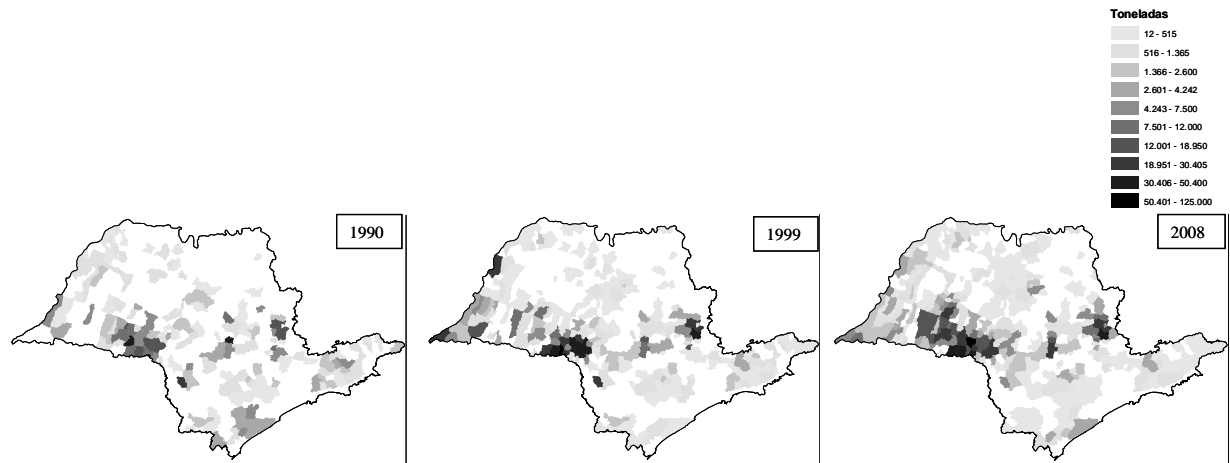 Toneladas
12 - 515
516 - 1.365
1.366 - 2.600
2.601 - 4.242
4.243 - 7.500
7.501 - 12.000
12.001 - 18.950
18.951 - 30.405
30.406 - 50.400
50.401 - 125.000
1990
1999
2008